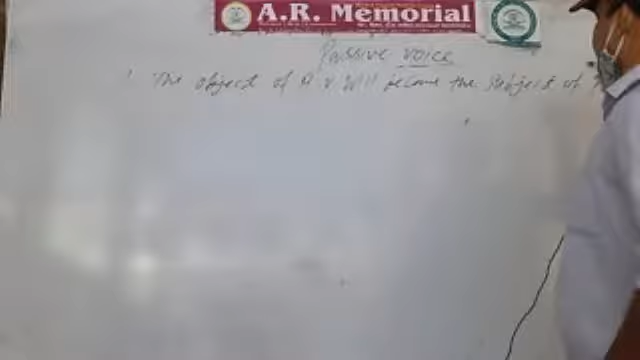 A.R. Memorial
Passive voice
1 The object of A.V Will become the Subject of